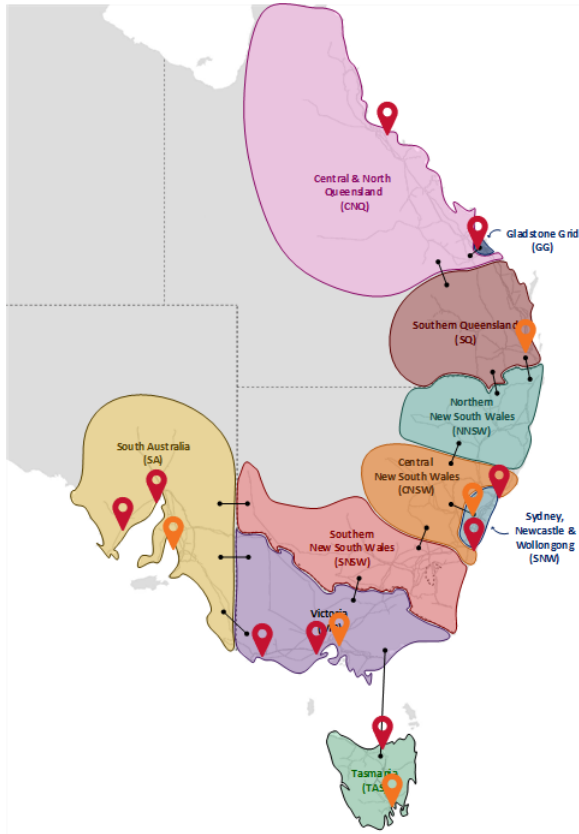 Central & North
Queensland
(CNQ)
Gladstone Grid
(GG)
Southern Queensland
(SQ)
Northern
New South Wales
(NNSW)
South Australia
(SA)
Central
New South Wales
(CNSW)
Sydney,
Newcastle &
Wollongong
(SNW)
Southern
New South Wales
(SNSW)
Victoria
Tasmania
(TAS)